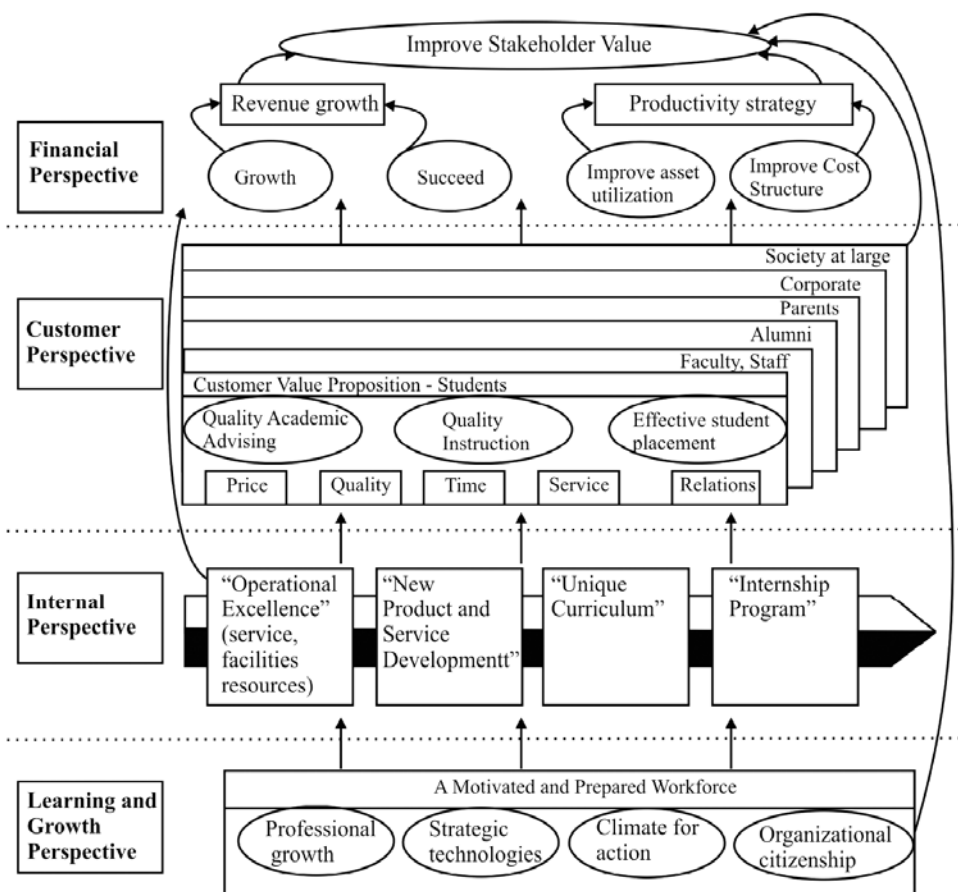 Improve Stakeholder Value
Revenue growth
Productivity strategy
Financial
Perspective
Growth
Succeed
Improve asset
utilization
Improve Cost
Structure
Society at large
Corporate
Parents
Alumni
Faculty, Staff
Customer
Perspective
Customer Value Proposition - Students
Quality Academic
Advising
Quality
Instruction
Effective student
placement
Price
Quality
Time
Service
Relations
Internal
Perspective
“Operational
Excellence”
(service,
facilities
resources)
“New
Product and
Service
Developmentt”
“Unique
Curriculum”
“Internship
Program”
Learning and
Growth
Perspective
A Motivated and Prepared Workforce
Professional
growth
Strategic
technologies
Climate for
action
Organizational
citizenship